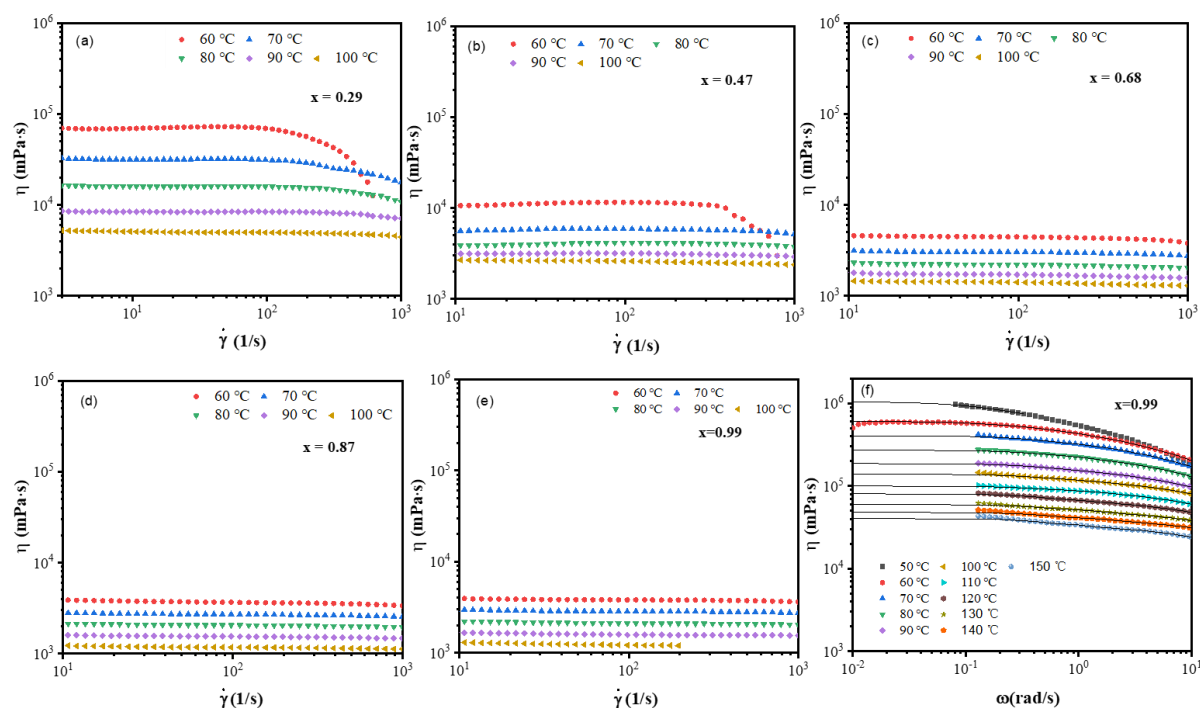 (a)
60 ℃ 70 ℃
80 ℃ 90 ℃ 100 ℃
x = 0.29
10⁶
10⁵
10⁴
10³
η (mPa·s)
10¹ 10² 10³
γ̇ (1/s)
(b)
60 ℃ 70 ℃ 80 ℃
90 ℃ 100 ℃
x = 0.47
10⁶
10⁵
10⁴
10³
η (mPa·s)
10¹ 10² 10³
γ̇ (1/s)
(c)
60 ℃ 70 ℃ 80 ℃
90 ℃ 100 ℃
x = 0.68
10⁶
10⁵
10⁴
10³
η (mPa·s)
10¹ 10² 10³
γ̇ (1/s)
(d)
60 ℃ 70 ℃
80 ℃ 90 ℃ 100 ℃
x = 0.87
10⁶
10⁵
10⁴
10³
η (mPa·s)
10¹ 10² 10³
γ̇ (1/s)
(e)
60 ℃ 70 ℃
80 ℃ 90 ℃ 100 ℃
x=0.99
10⁶
10⁵
10⁴
10³
η (mPa·s)
10¹ 10² 10³
γ̇ (1/s)
(f)
x=0.99
10⁶
10⁵
10⁴
10³
η (mPa·s)
50 ℃ 100 ℃ 150 ℃
60 ℃ 110 ℃
70 ℃ 120 ℃
80 ℃ 130 ℃
90 ℃ 140 ℃
10⁻² 10⁻¹ 10⁰ 10¹
ω(rad/s)